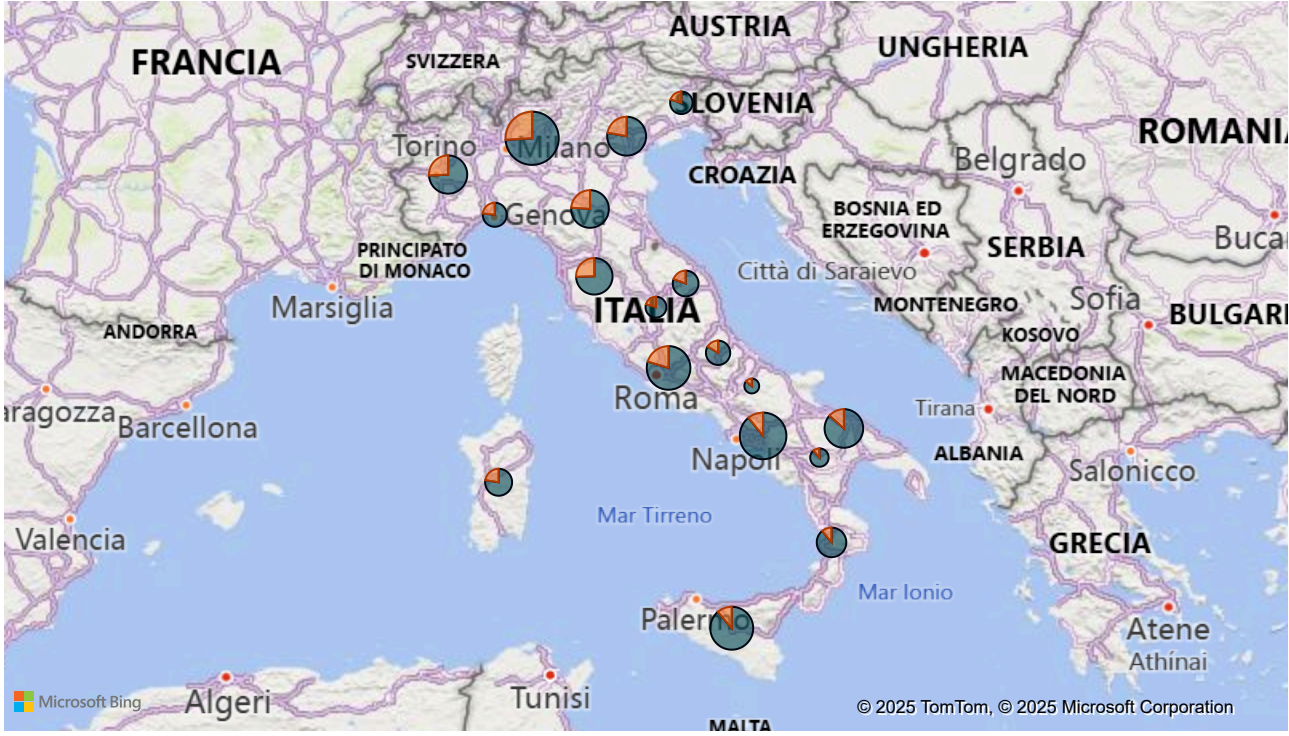 AUSTRIA
UNGHERIA
FRANCIA
SVIZZERA
LOVENIA
ROMANIA
Torino
Milano
Belgrado
CROAZIA
BOSNIA ED
ERZEGOVINA
Genova
SERBIA
Buca
PRINCIPATO
DI MONACO
Città di Saraievo
Marsiglia
ITALIA
MONTENEGRO
Sofia
BULGARI
ANDORRA
KOSOVO
MACEDONIA
DEL NORD
Roma
Tirana
aragozza
Barcellona
ALBANIA
Napoli
Salonicco
Mar Tirreno
Valencia
GRECIA
Mar Ionio
Palermo
Atene
Athínai
Algeri
Tunisi
Microsoft Bing
© 2025 TomTom, © 2025 Microsoft Corporation
MALTA